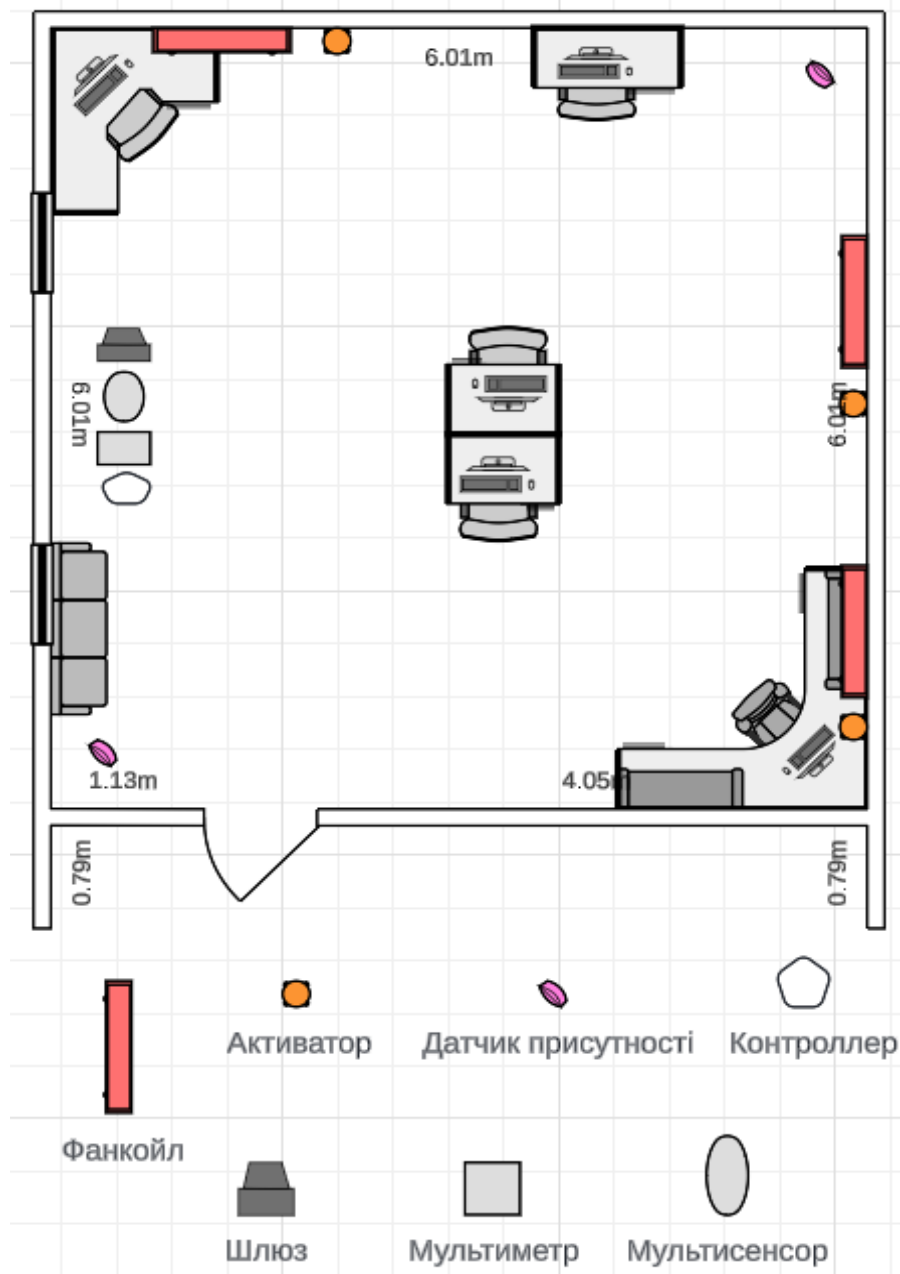 6.01m
6.01m
6.01m
1.13m
4.05m
0.79m
0.79m
Активатор
Датчик присутності
Контроллер
Фанкойл
Шлюз
Мультиметр
Мультисенсор